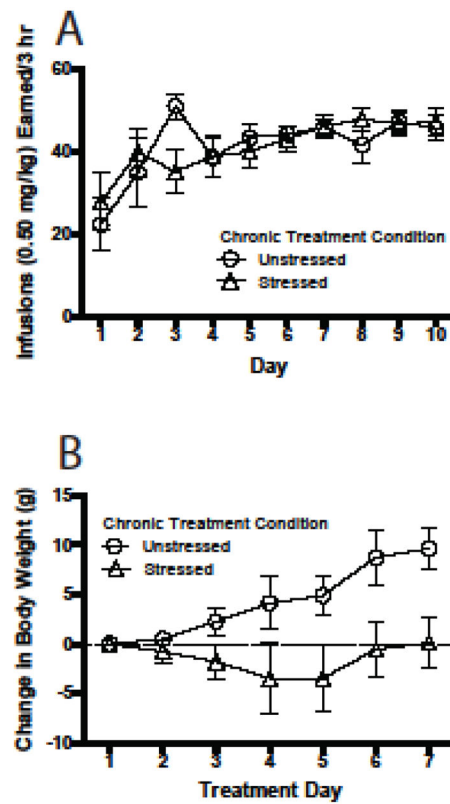 A
Infusions (0.50 mg/kg) Earned/3 hr
60
40
20
0
Chronic Treatment Condition
Unstressed
Stressed
1 2 3 4 5 6 7 8 9 10
Day
B
Change in Body Weight (g)
15
10
5
0
-5
-10
Chronic Treatment Condition
Unstressed
Stressed
1 2 3 4 5 6 7
Treatment Day